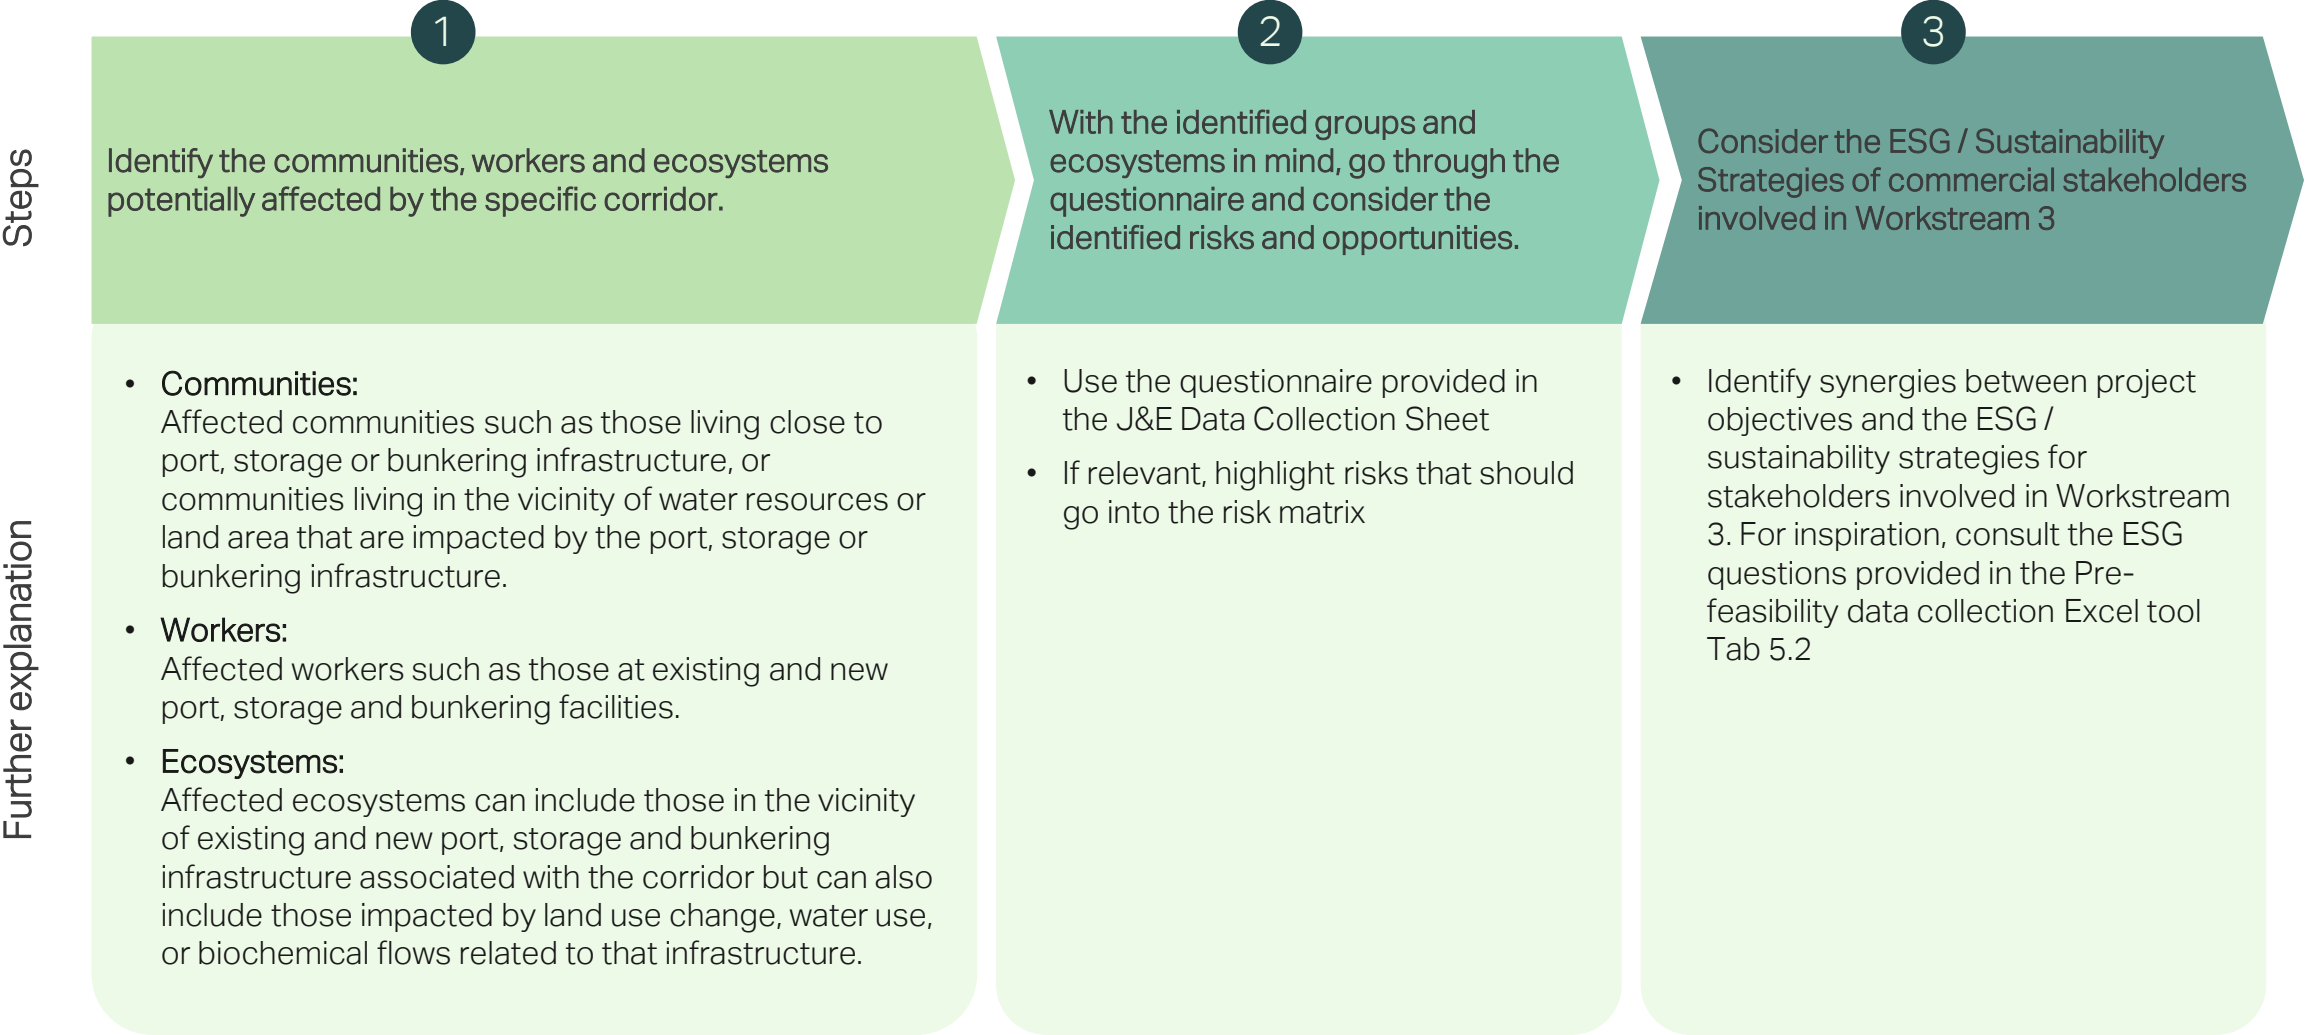 Steps
1
Identify the communities, workers and ecosystems
potentially affected by the specific corridor.
2
With the identified groups and
ecosystems in mind, go through the
questionnaire and consider the
identified risks and opportunities.
3
Consider the ESG / Sustainability
Strategies of commercial stakeholders
involved in Workstream 3
Further explanation
• Communities:
Affected communities such as those living close to
port, storage or bunkering infrastructure, or
communities living in the vicinity of water resources or
land area that are impacted by the port, storage or
bunkering infrastructure.
• Workers:
Affected workers such as those at existing and new
port, storage and bunkering facilities.
• Ecosystems:
Affected ecosystems can include those in the vicinity
of existing and new port, storage and bunkering
infrastructure associated with the corridor but can also
include those impacted by land use change, water use,
or biochemical flows related to that infrastructure.
• Use the questionnaire provided in
the J&E Data Collection Sheet
• If relevant, highlight risks that should
go into the risk matrix
• Identify synergies between project
objectives and the ESG /
sustainability strategies for
stakeholders involved in Workstream
3. For inspiration, consult the ESG
questions provided in the Pre-
feasibility data collection Excel tool
Tab 5.2